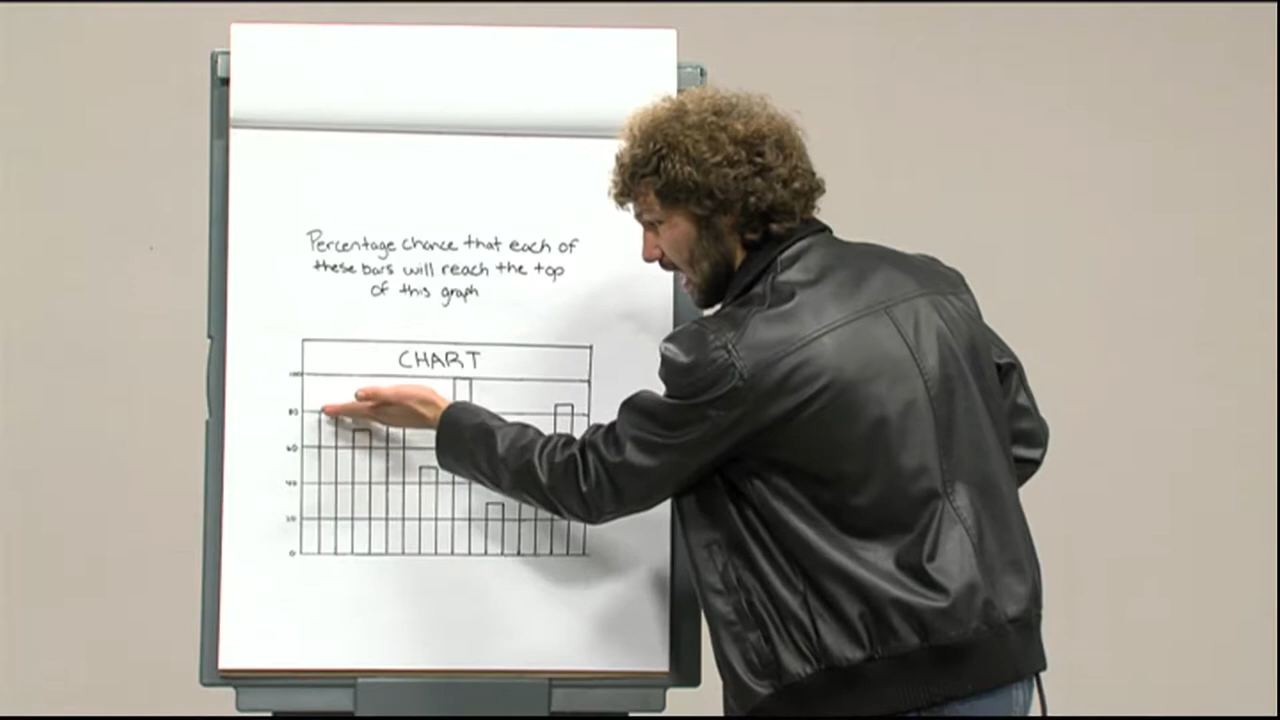 Percentage chance that each of
these bars will reach the top
of this graph
CHART
100
80
60
40
20
0